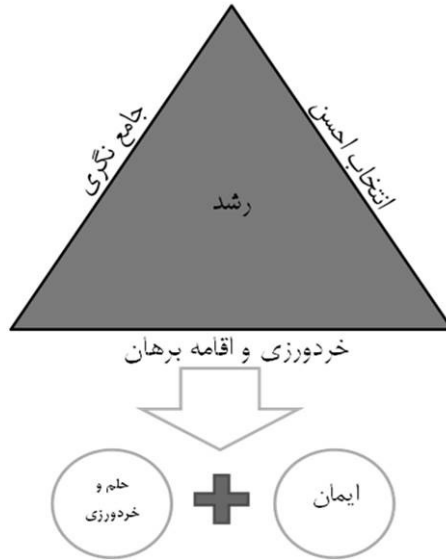 جامع نگری
انتخاب احسن
رشد
خردورزی و اقامه برهان
ایمان
حلم و
خردورزی